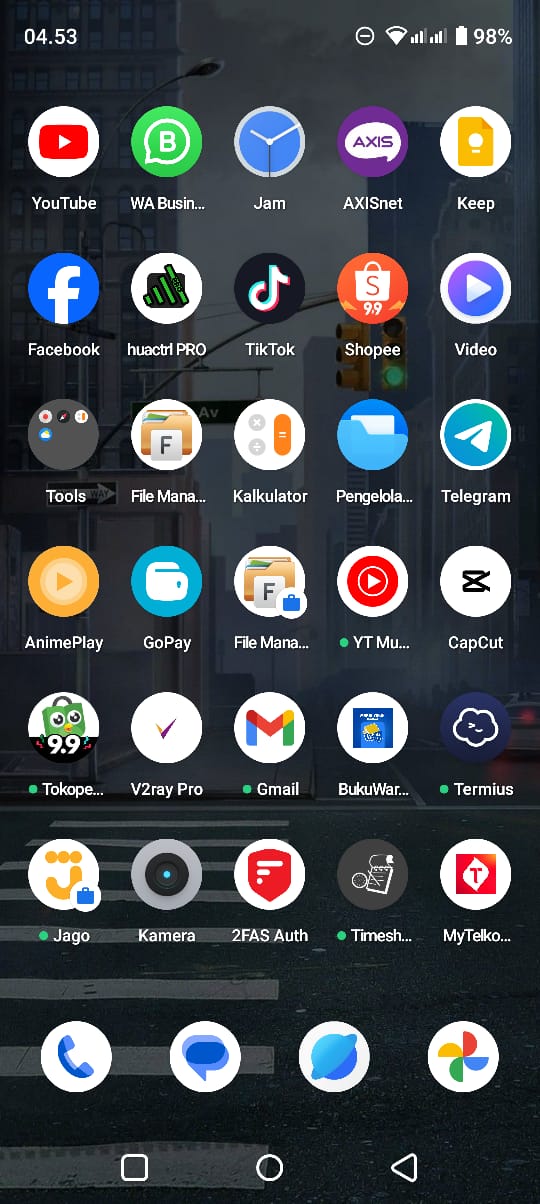 04.53
98%
AXIS
YouTube
WA Busin...
Jam
AXISnet
Keep
S
9.9
Facebook
huactrl PRO
TikTok
Shopee
Video
Av
F
WAY
Tools
File Mana...
Kalkulator
Pengelola...
Telegram
F
AnimePlay
GoPay
File Mana...
YT Mu...
CapCut
9.9
Tokope...
V2ray Pro
Gmail
BukuWar...
Termius
T
Jago
Kamera
2FAS Auth
Timesh...
MyTelko...